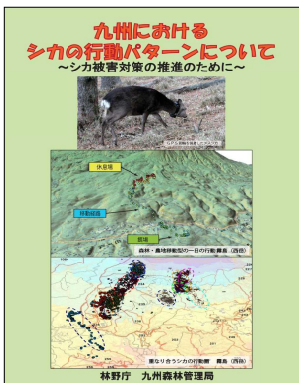 九州における
シカの行動パターンについて
～シカ被害対策の推進のために～
休息場
移動経路
餌場
森林・農地移動型の一日の行動 霧島（西岳）
重なり合うシカの行動圏 霧島（西岳）
林野庁 九州森林管理局